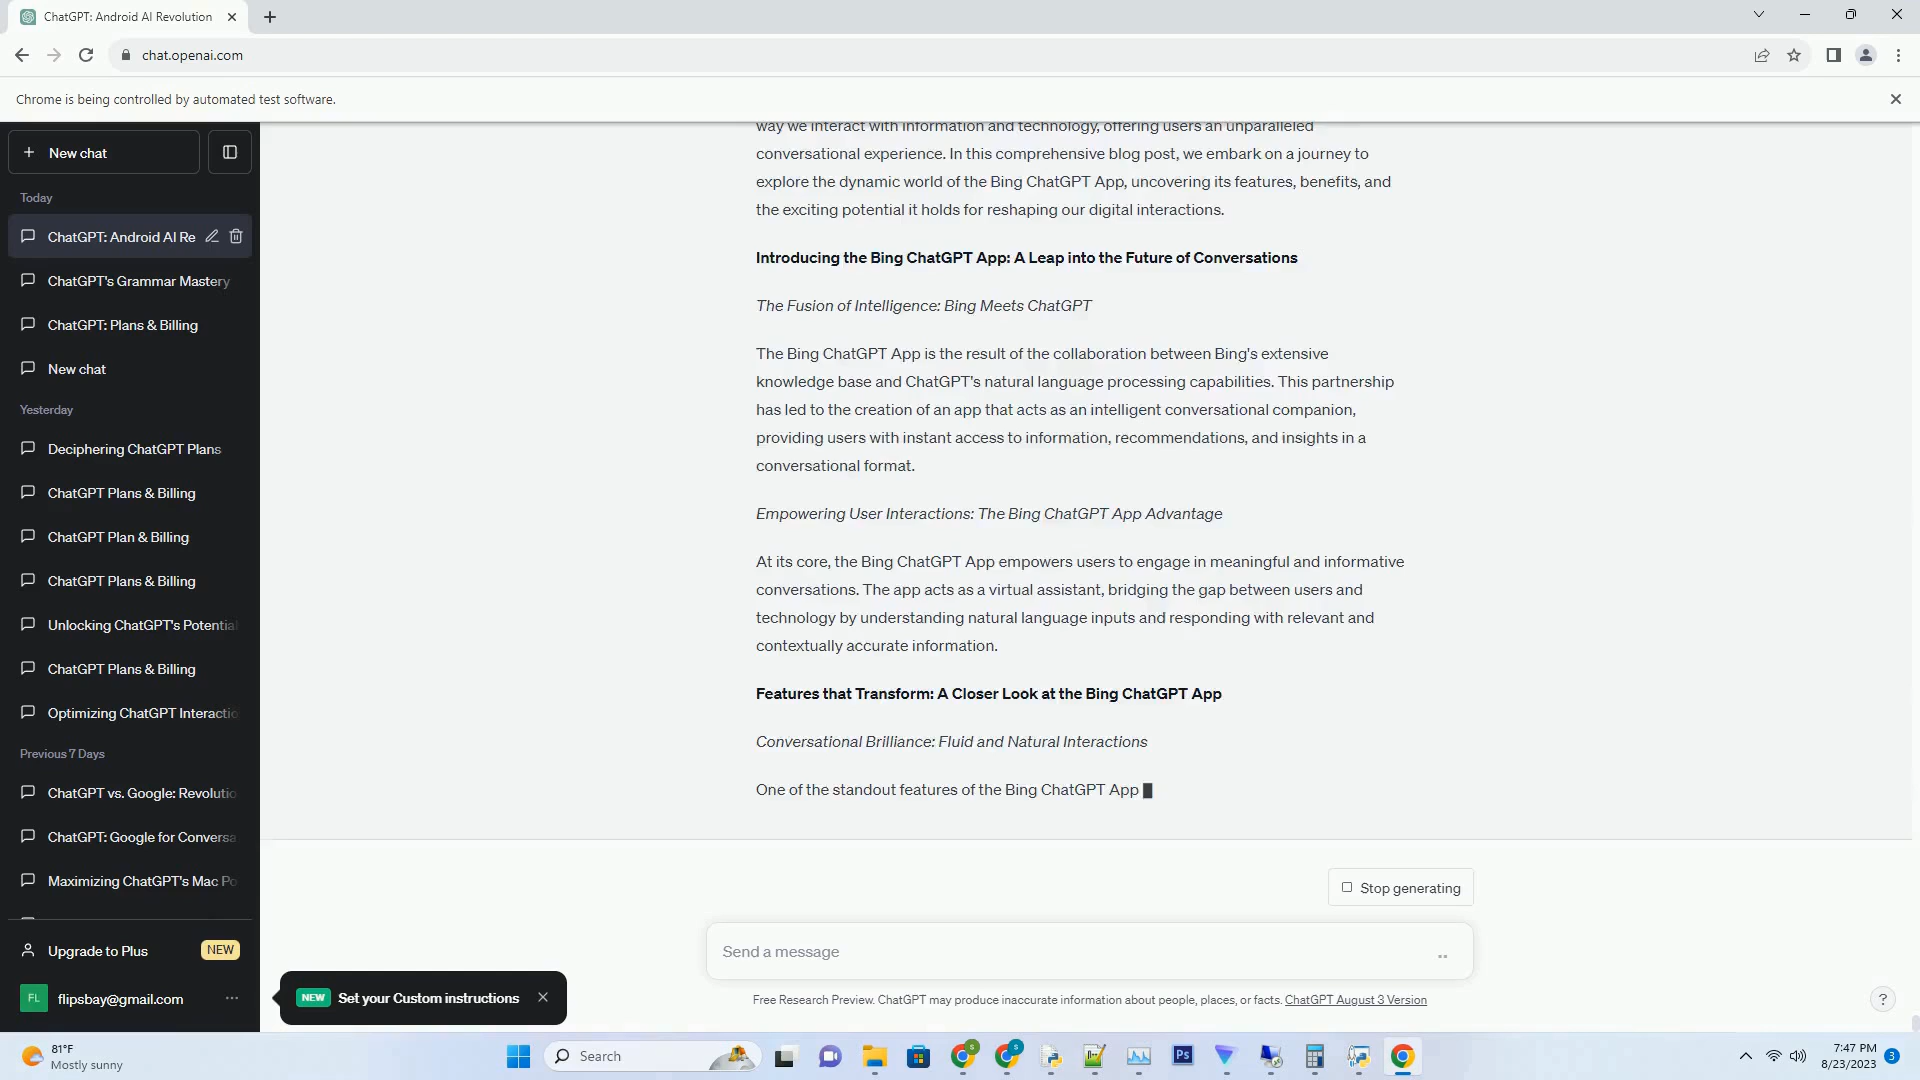 ChatGPT: Android AI Revolution
chat.openai.com
Chrome is being controlled by automated test software.
New chat
Today
ChatGPT: Android AI Re
ChatGPT's Grammar Mastery
ChatGPT: Plans & Billing
New chat
Yesterday
Deciphering ChatGPT Plans
ChatGPT Plans & Billing
ChatGPT Plan & Billing
ChatGPT Plans & Billing
Unlocking ChatGPT's Potential
ChatGPT Plans & Billing
Optimizing ChatGPT Interactio
Previous 7 Days
ChatGPT vs. Google: Revolutio
ChatGPT: Google for Conversa
Maximizing ChatGPT's Mac Po
Upgrade to Plus NEW
FL flipsbay@gmail.com
NEW Set your Custom instructions
way we interact with information and technology, offering users an unparalleled
conversational experience. In this comprehensive blog post, we embark on a journey to
explore the dynamic world of the Bing ChatGPT App, uncovering its features, benefits, and
the exciting potential it holds for reshaping our digital interactions.
Introducing the Bing ChatGPT App: A Leap into the Future of Conversations
The Fusion of Intelligence: Bing Meets ChatGPT
The Bing ChatGPT App is the result of the collaboration between Bing's extensive
knowledge base and ChatGPT's natural language processing capabilities. This partnership
has led to the creation of an app that acts as an intelligent conversational companion,
providing users with instant access to information, recommendations, and insights in a
conversational format.
Empowering User Interactions: The Bing ChatGPT App Advantage
At its core, the Bing ChatGPT App empowers users to engage in meaningful and informative
conversations. The app acts as a virtual assistant, bridging the gap between users and
technology by understanding natural language inputs and responding with relevant and
contextually accurate information.
Features that Transform: A Closer Look at the Bing ChatGPT App
Conversational Brilliance: Fluid and Natural Interactions
One of the standout features of the Bing ChatGPT App
Stop generating
Send a message
Free Research Preview. ChatGPT may produce inaccurate information about people, places, or facts. ChatGPT August 3 Version
?
81°F
Mostly sunny
Search
S
S
Ps
7:47 PM
8/23/2023
3